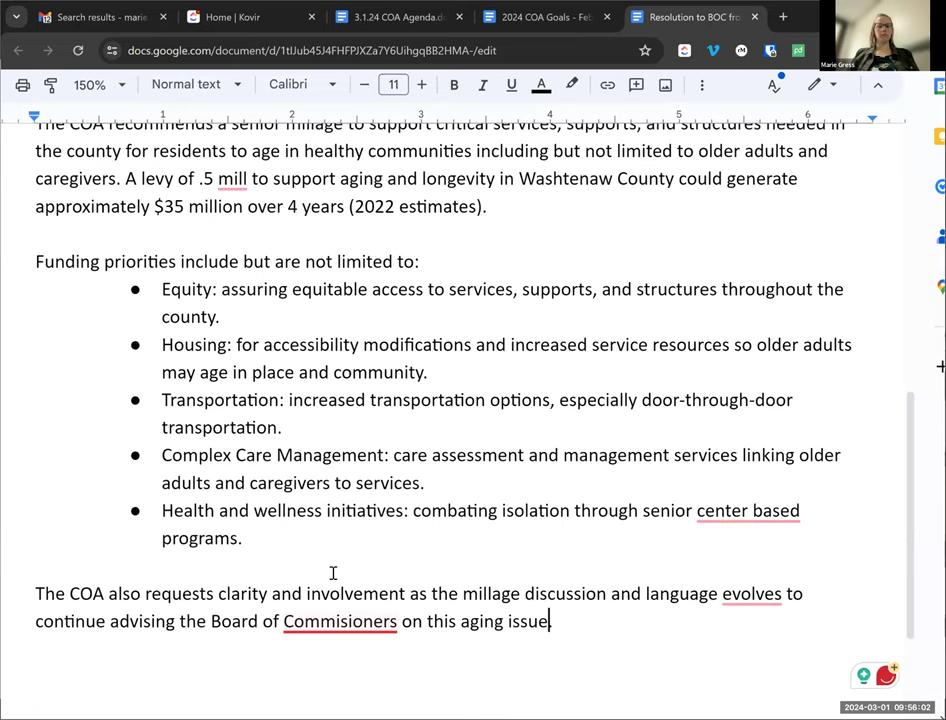 Search results - marie
Home | Kovir
3.1.24 COA Agenda.d
2024 COA Goals - Feb
Resolution to BOC fro
docs.google.com/document/d/1tJub45J4FHFPJXZa7Y6UihgqBB2HMA-/edit
Marie Gress
150% Normal text Calibri 11 B I U A
1 2 3 4 5 6
The COA recommends a senior millage to support critical services, supports, and structures needed in
the county for residents to age in healthy communities including but not limited to older adults and
caregivers. A levy of .5 mill to support aging and longevity in Washtenaw County could generate
approximately $35 million over 4 years (2022 estimates).
Funding priorities include but are not limited to:
● Equity: assuring equitable access to services, supports, and structures throughout the
county.
● Housing: for accessibility modifications and increased service resources so older adults
may age in place and community.
● Transportation: increased transportation options, especially door-through-door
transportation.
● Complex Care Management: care assessment and management services linking older
adults and caregivers to services.
● Health and wellness initiatives: combating isolation through senior center based
programs.
The COA also requests clarity and involvement as the millage discussion and language evolves to
continue advising the Board of Commisioners on this aging issue.
2024-03-01 09:56:02